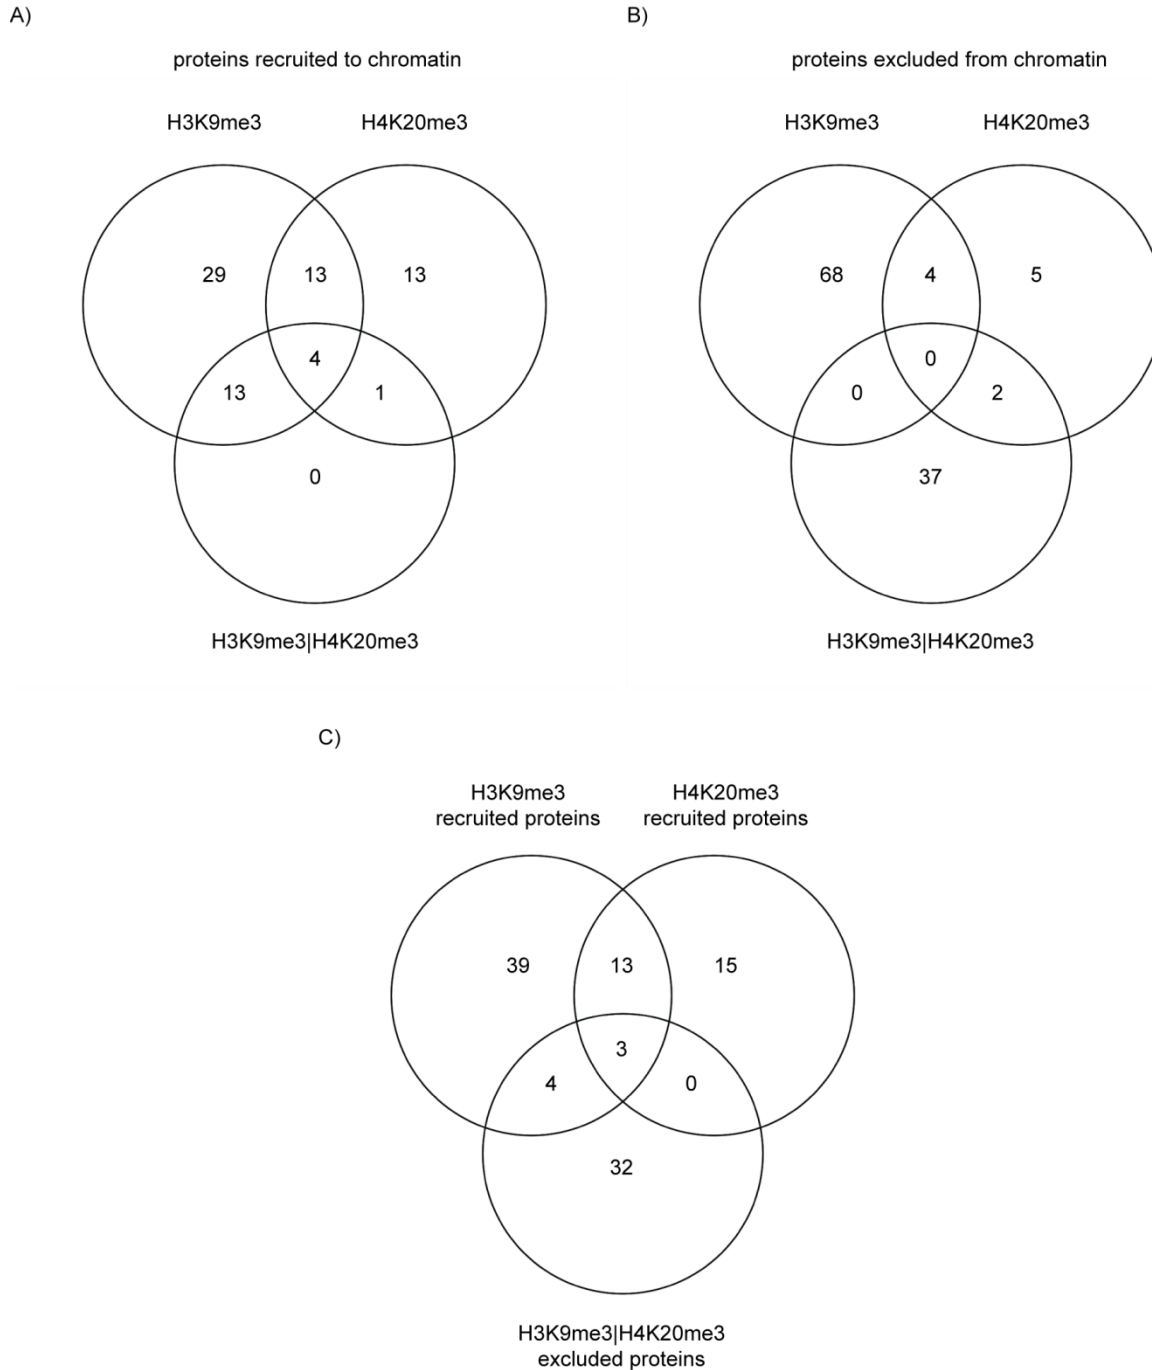 A)
proteins recruited to chromatin
H3K9me3 H4K20me3
29 13 13
4
13 1
0
H3K9me3|H4K20me3
B)
proteins excluded from chromatin
H3K9me3 H4K20me3
68 4 5
0
0 2
37
H3K9me3|H4K20me3
C)
H3K9me3 H4K20me3
recruited proteins recruited proteins
39 13 15
3
4 0
32
H3K9me3|H4K20me3
excluded proteins